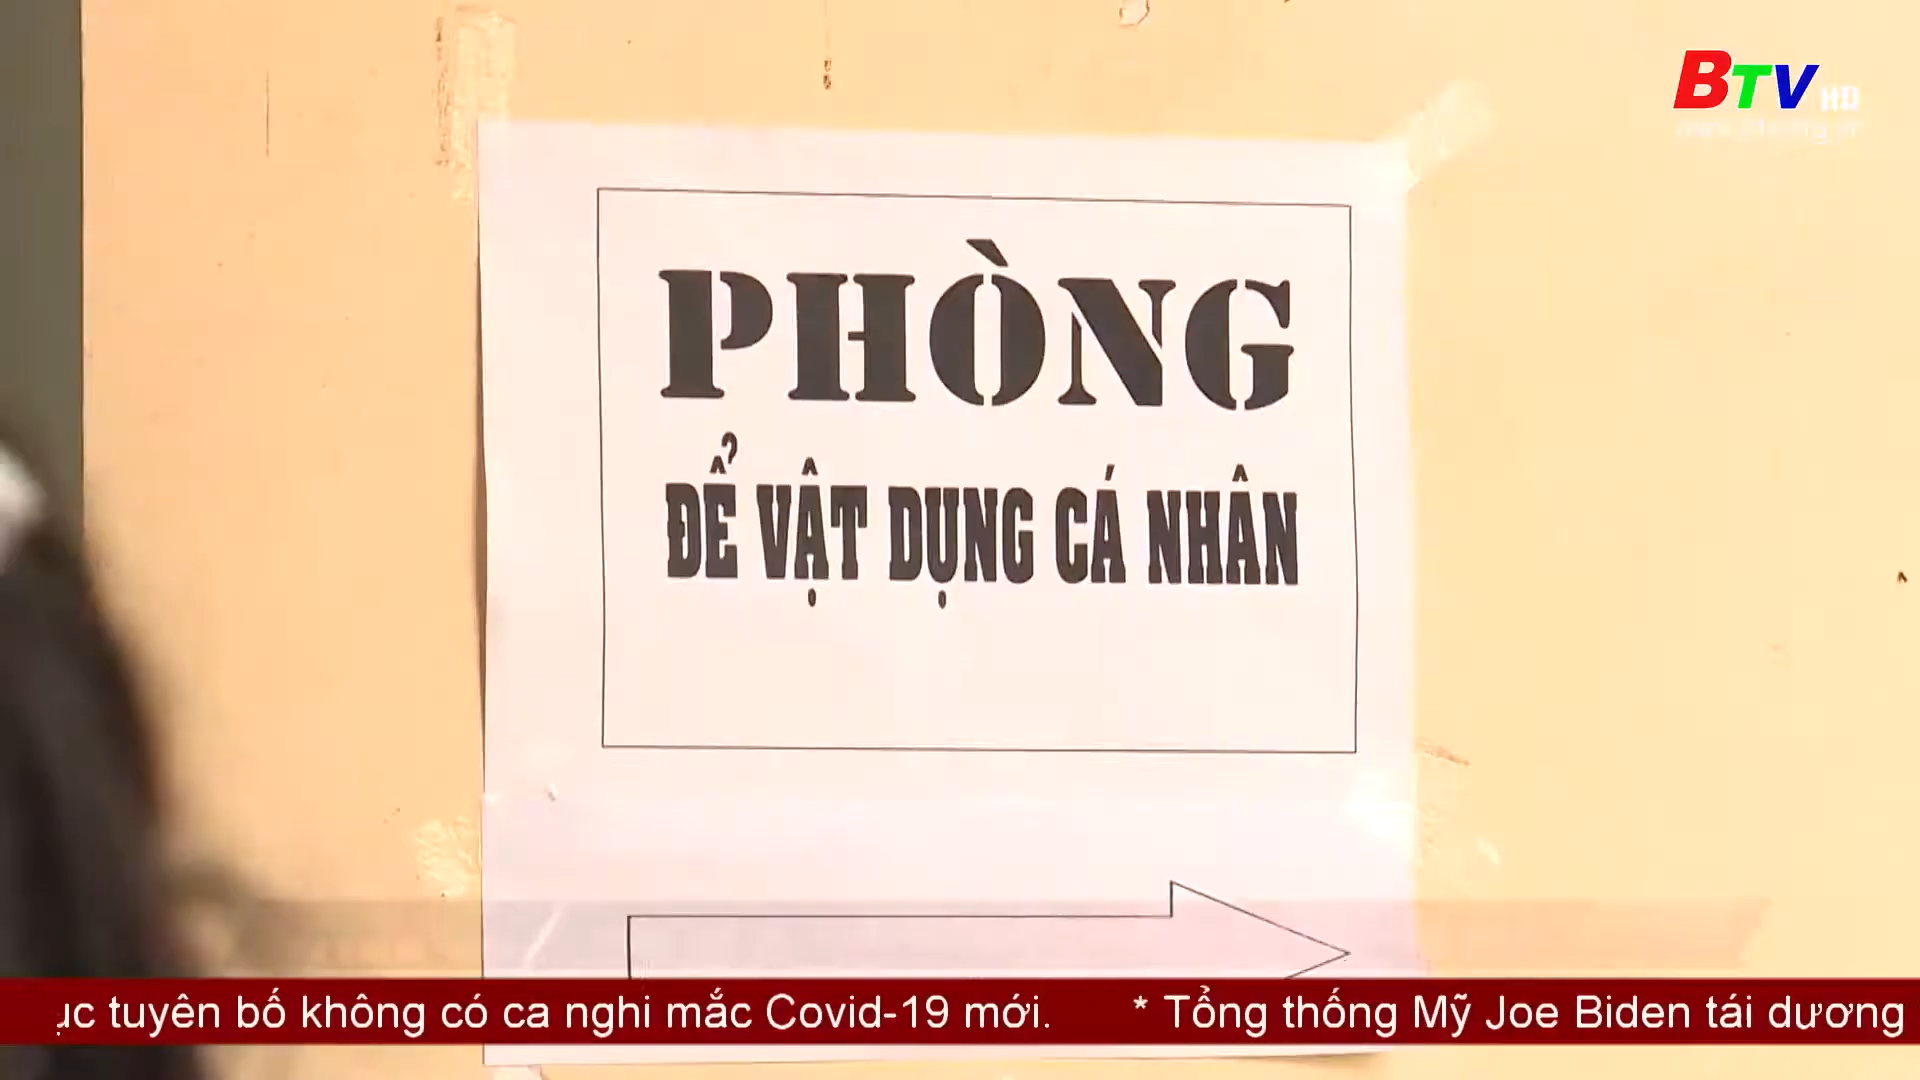 BTV HD
PHÒNG
ĐỂ VẬT DỤNG CÁ NHÂN
tuyên bố không có ca nghi mắc Covid-19 mới. * Tổng thống Mỹ Joe Biden tái dương